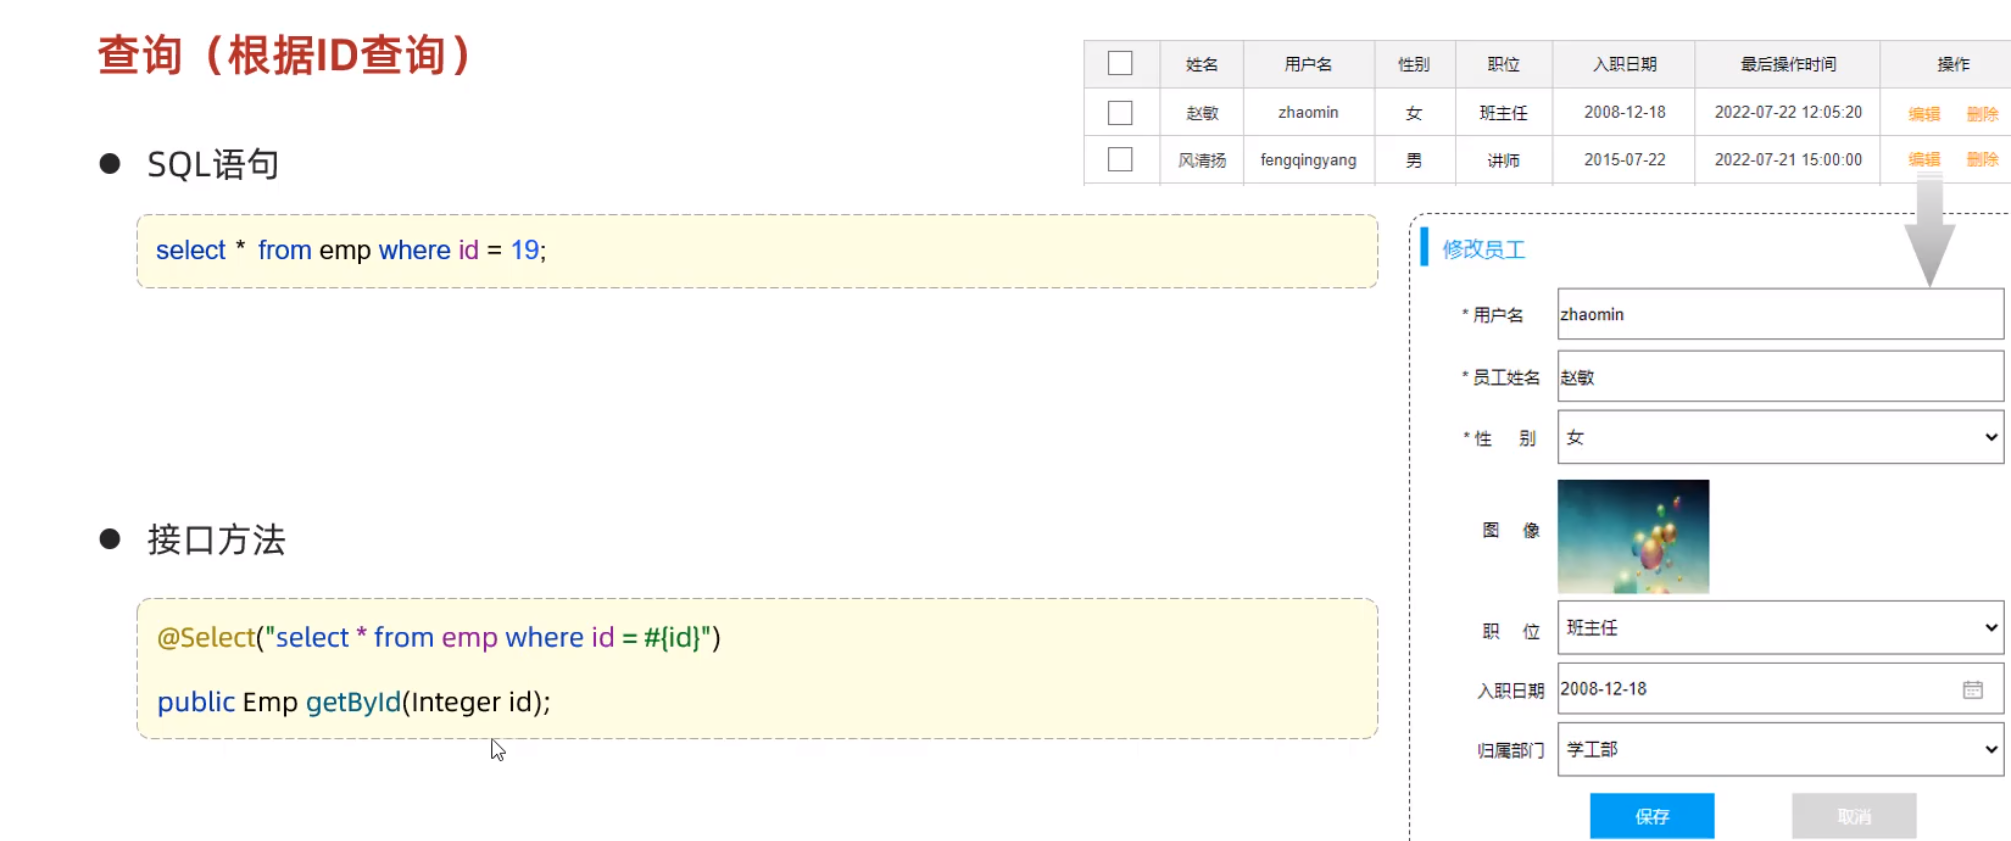 查询（根据ID查询）
SQL语句
select * from emp where id = 19;
接口方法
@Select("select * from emp where id = #{id}")
public Emp getById(Integer id);
姓名 用户名 性别 职位 入职日期 最后操作时间 操作
赵敏 zhaomin 女 班主任 2008-12-18 2022-07-22 12:05:20 编辑 删除
风清扬 fengqingyang 男 讲师 2015-07-22 2022-07-21 15:00:00 编辑 删除
修改员工
* 用户名 zhaomin
* 员工姓名 赵敏
* 性 别 女
图 像
职 位 班主任
入职日期 2008-12-18
归属部门 学工部
保存 取消